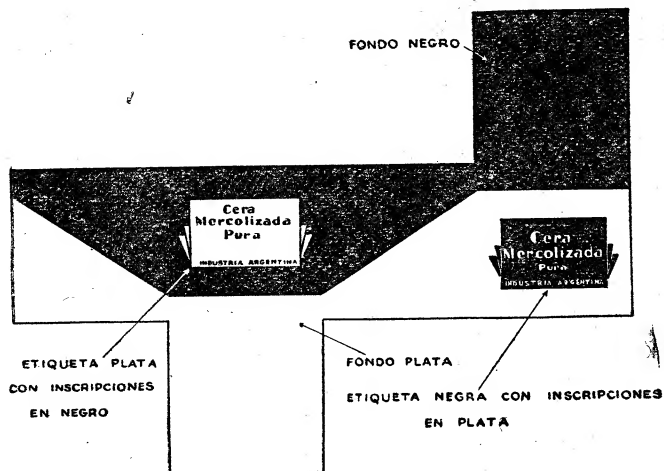 FONDO NEGRO
Cera
Mercolizada
Pura
INDUSTRIA ARGENTINA
Cera
Mercolizada
Pura
INDUSTRIA ARGENTINA
ETIQUETA PLATA
CON INSCRIPCIONES
EN NEGRO
FONDO PLATA
ETIQUETA NEGRA CON INSCRIPCIONES
EN PLATA